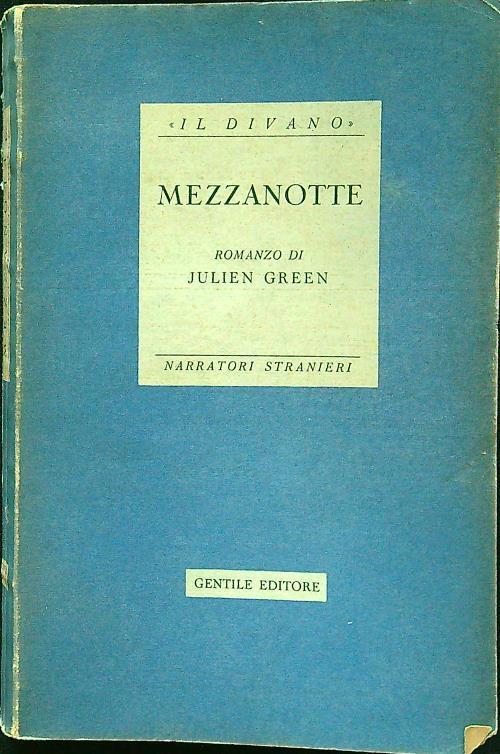 «IL DIVANO»
MEZZANOTTE
ROMANZO DI
JULIEN GREEN
NARRATORI STRANIERI
GENTILE EDITORE